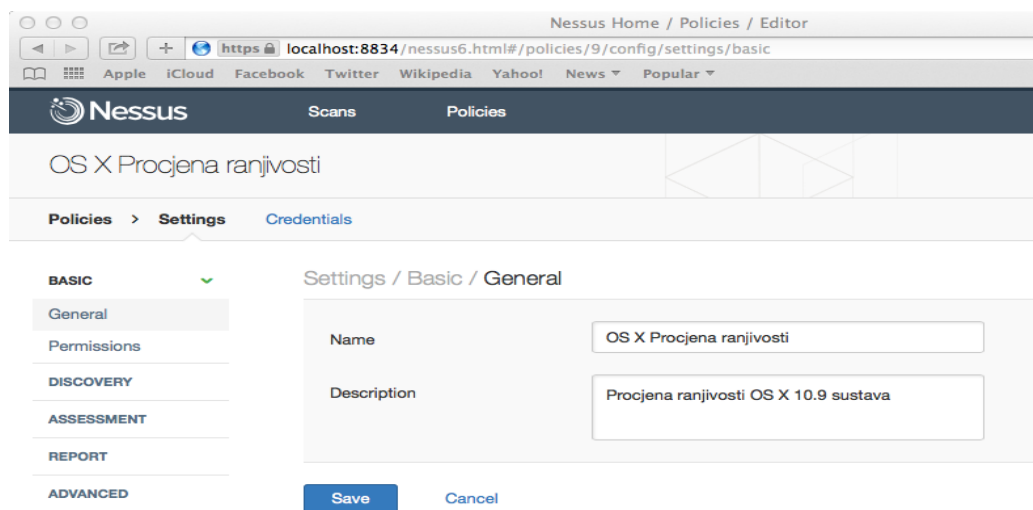 Nessus Home / Policies / Editor
https localhost:8834/nessus6.html#/policies/9/config/settings/basic
Apple iCloud Facebook Twitter Wikipedia Yahoo! News Popular
Nessus Scans Policies
OS X Procjena ranjivosti
Policies > Settings Credentials
BASIC
General
Permissions
DISCOVERY
ASSESSMENT
REPORT
ADVANCED
Settings / Basic / General
Name OS X Procjena ranjivosti
Description Procjena ranjivosti OS X 10.9 sustava
Save Cancel